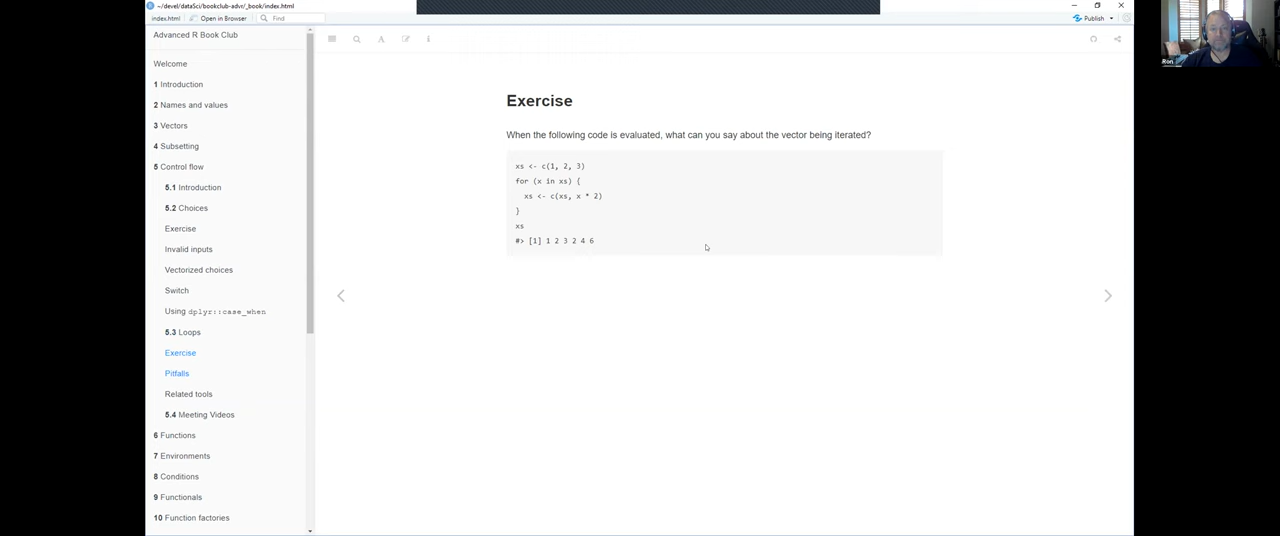 ~/devel/dataSci/bookclub-advr/_book/index.html
index.html
Open in Browser
Find
Publish
Advanced R Book Club
Welcome
1 Introduction
2 Names and values
3 Vectors
4 Subsetting
5 Control flow
5.1 Introduction
5.2 Choices
Exercise
Invalid inputs
Vectorized choices
Switch
Using dplyr::case_when
5.3 Loops
Exercise
Pitfalls
Related tools
5.4 Meeting Videos
6 Functions
7 Environments
8 Conditions
9 Functionals
10 Function factories
Exercise
When the following code is evaluated, what can you say about the vector being iterated?
xs <- c(1, 2, 3)
for (x in xs) {
xs <- c(xs, x * 2)
}
xs
#> [1] 1 2 3 2 4 6
Ron